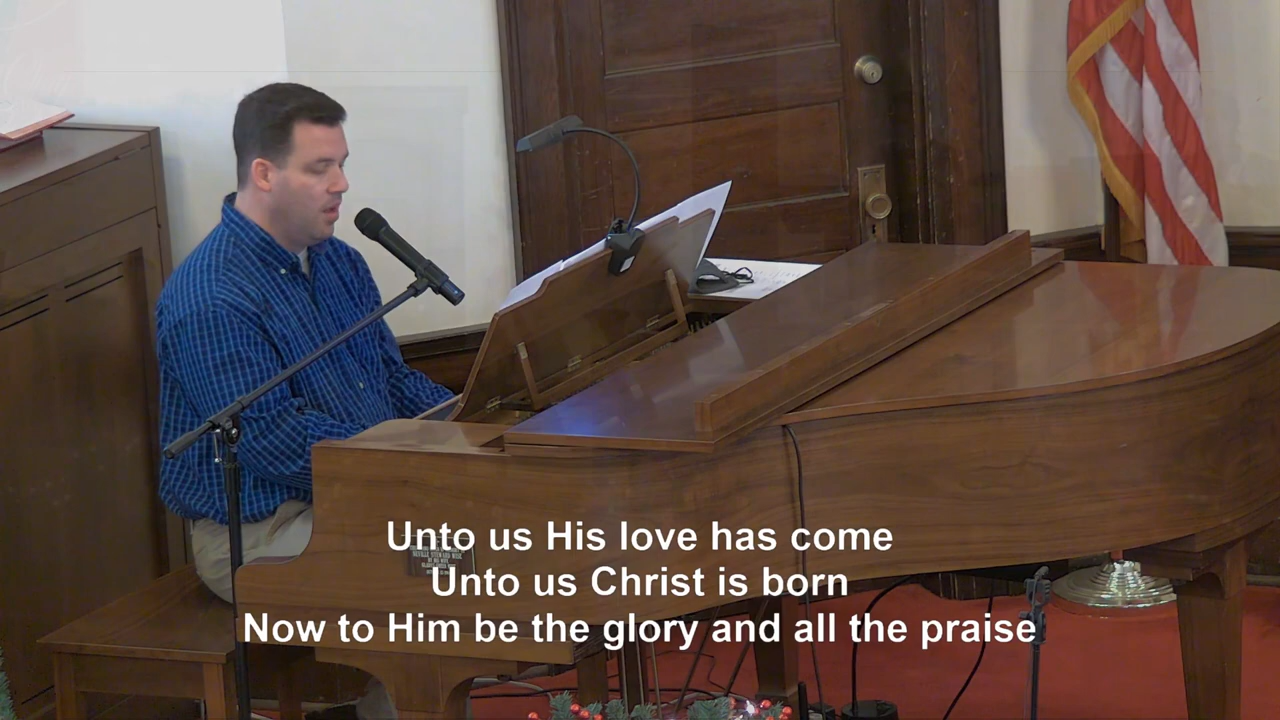 Unto us His love has come
Unto us Christ is born
Now to Him be the glory and all the praise